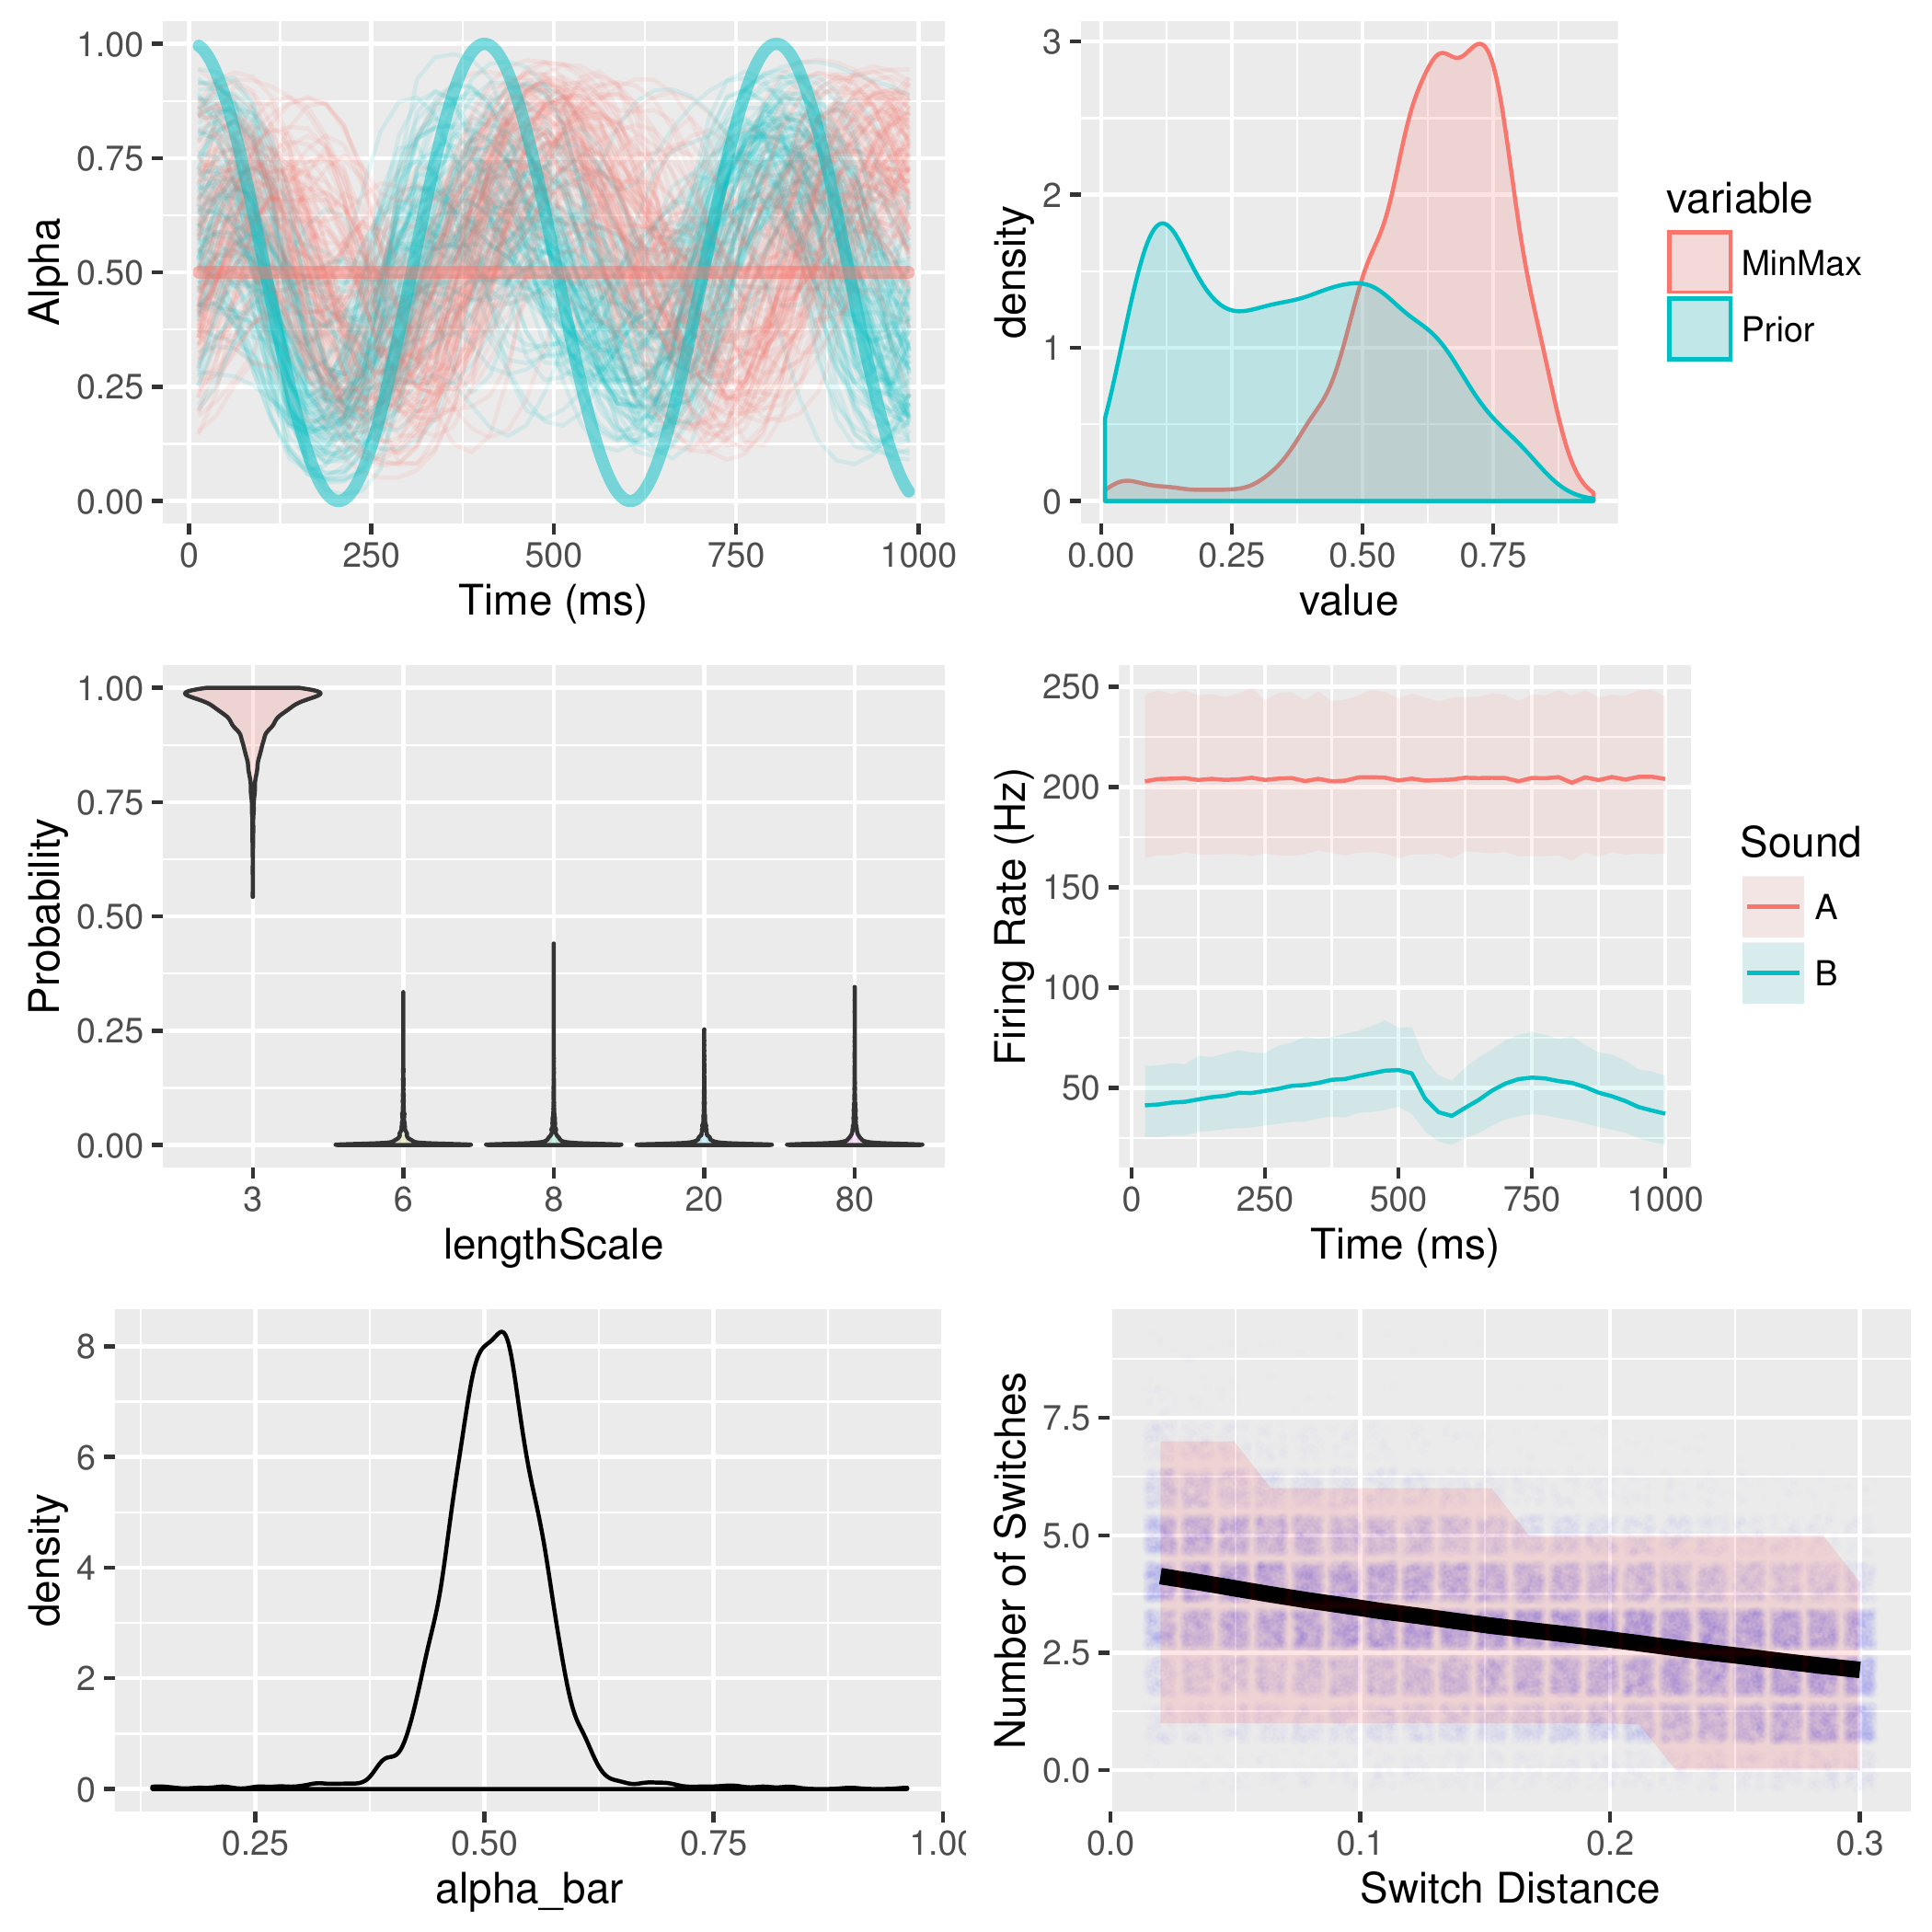 1.00
0.75
0.50
0.25
0.00
Alpha
0 250 500 750 1000
Time (ms)
3
2
1
0
density
0.00 0.25 0.50 0.75
value
variable
MinMax
Prior
1.00
0.75
0.50
0.25
0.00
Probability
3 6 8 20 80
lengthScale
250
200
150
100
50
Firing Rate (Hz)
0 250 500 750 1000
Time (ms)
Sound
A
B
8
6
4
2
0
density
0.25 0.50 0.75 1.00
alpha_bar
7.5
5.0
2.5
0.0
Number of Switches
0.0 0.1 0.2 0.3
Switch Distance